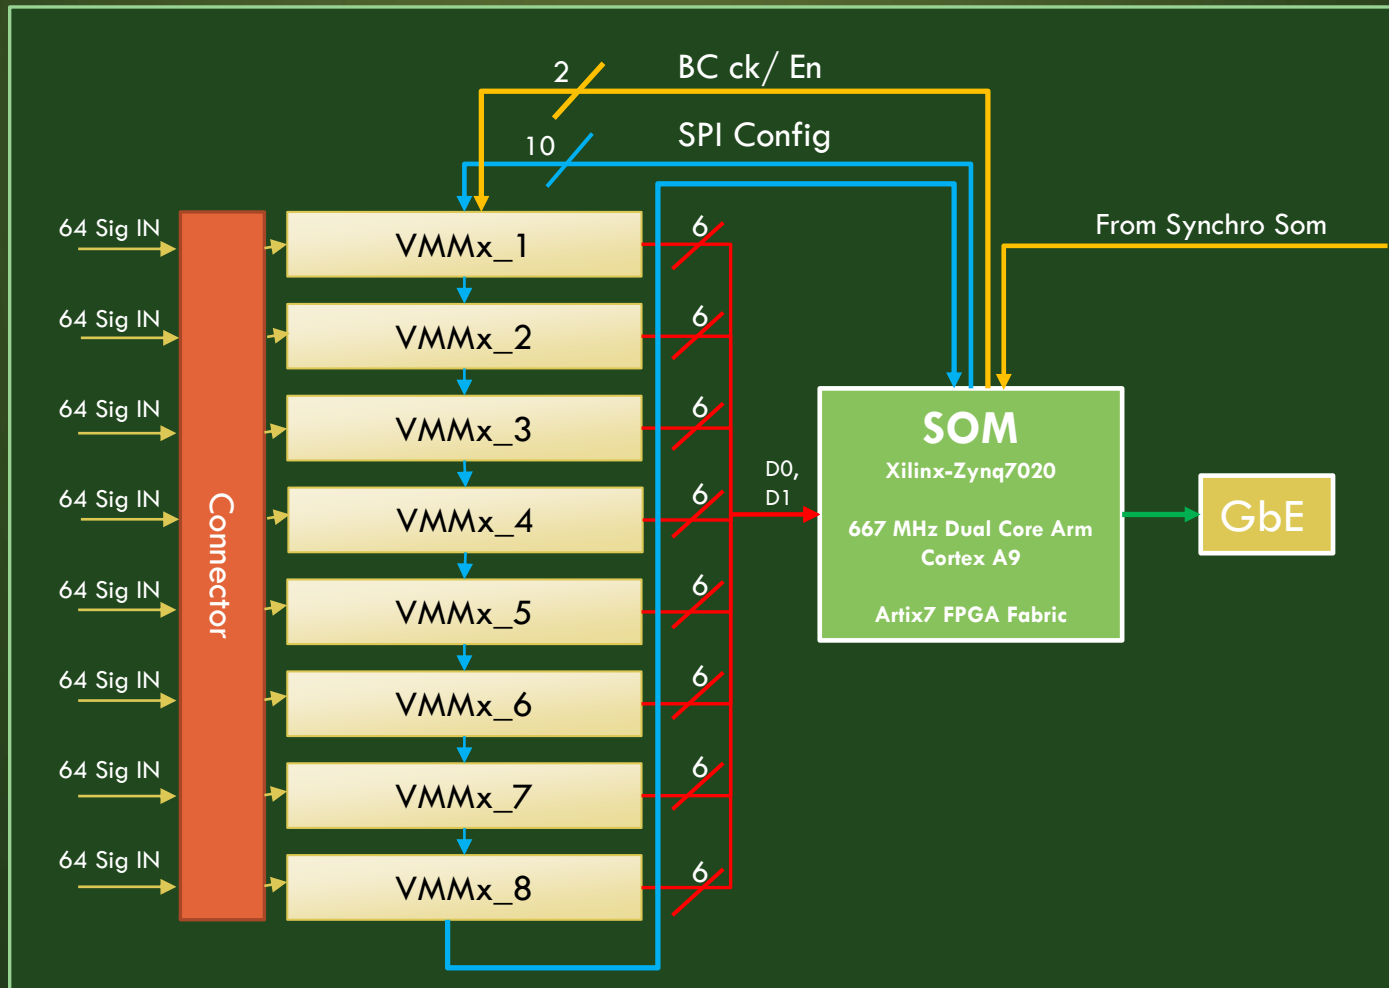 2
BC ck/ En
10
SPI Config
From Synchro Som
64 Sig IN
VMMx_1
6
64 Sig IN
VMMx_2
6
64 Sig IN
VMMx_3
6
64 Sig IN
VMMx_4
6
64 Sig IN
VMMx_5
6
64 Sig IN
VMMx_6
6
64 Sig IN
VMMx_7
6
64 Sig IN
VMMx_8
6
Connector
D0,
D1
SOM
Xilinx-Zynq7020
667 MHz Dual Core Arm
Cortex A9
Artix7 FPGA Fabric
GbE